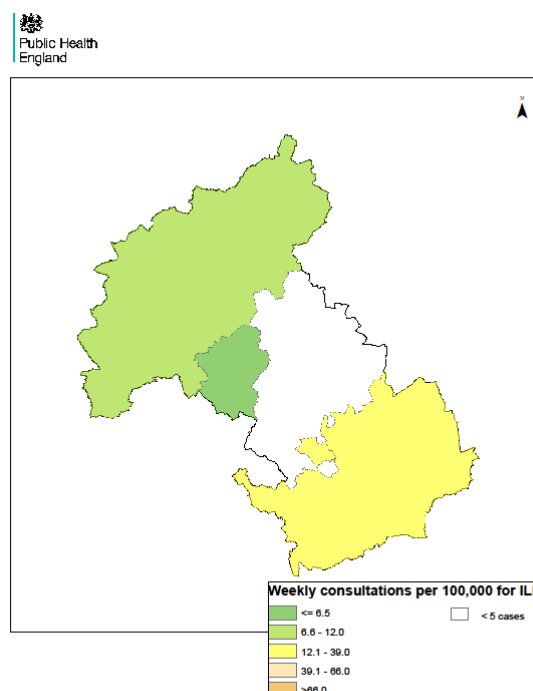 Public Health
England
N
Weekly consultations per 100,000 for ILI
<= 6.5
< 5 cases
6.6 - 12.0
12.1 - 39.0
39.1 - 66.0
>66.0